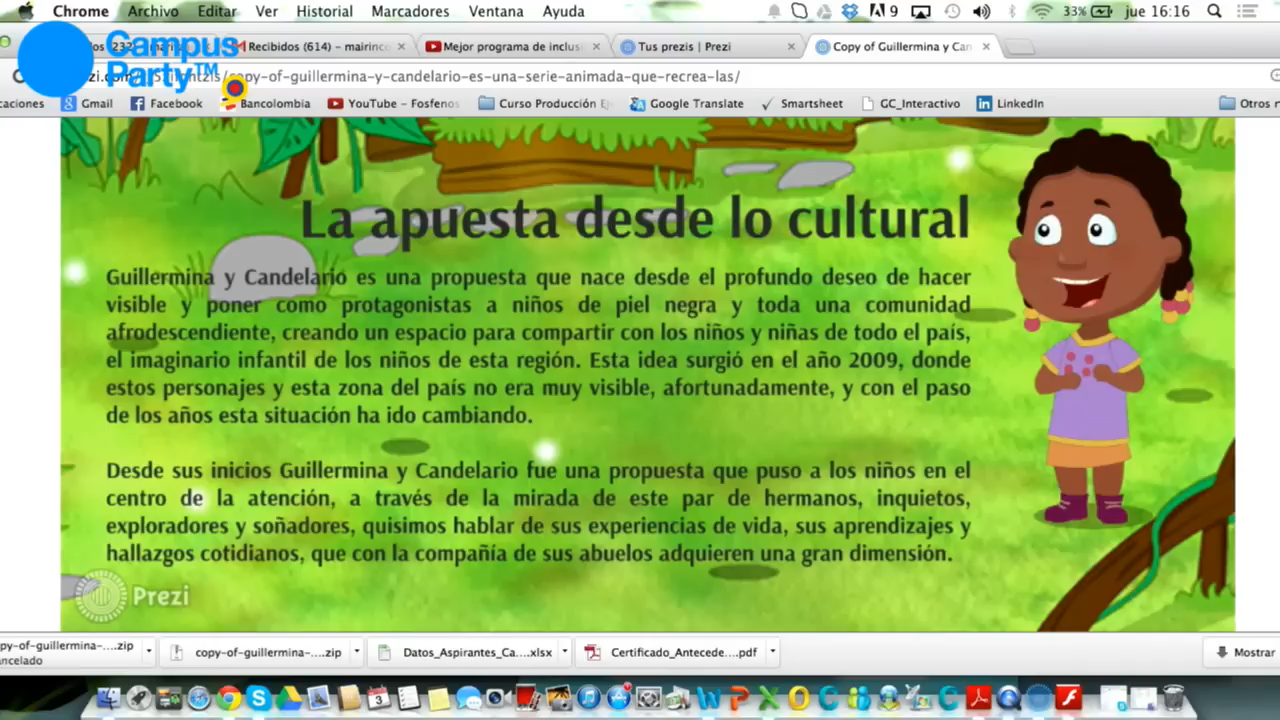 Chrome Archivo Editar Ver Historial Marcadores Ventana Ayuda 9 33% jue 16:16
Campus
Party™
Recibidos (614) – mairinc Mejor programa de inclus Tus prezis | Prezi Copy of Guillermina y Can
/copy-of-guillermina-y-candelario-es-una-serie-animada-que-recrea-las/
caciones Gmail Facebook Bancolombia YouTube - Fosfenos Curso Producción E Google Translate Smartsheet GC_Interactivo LinkedIn Otros
La apuesta desde lo cultural
Guillermina y Candelario es una propuesta que nace desde el profundo deseo de hacer
visible y poner como protagonistas a niños de piel negra y toda una comunidad
afrodescendiente, creando un espacio para compartir con los niños y niñas de todo el país,
el imaginario infantil de los niños de esta región. Esta idea surgió en el año 2009, donde
estos personajes y esta zona del país no era muy visible, afortunadamente, y con el paso
de los años esta situación ha ido cambiando.
Desde sus inicios Guillermina y Candelario fue una propuesta que puso a los niños en el
centro de la atención, a través de la mirada de este par de hermanos, inquietos,
exploradores y soñadores, quisimos hablar de sus experiencias de vida, sus aprendizajes y
hallazgos cotidianos, que con la compañía de sus abuelos adquieren una gran dimensión.
Prezi
opy-of-guillermina-....zip copy-of-guillermina-....zip Datos_Aspirantes_Ca....xlsx Certificado_Antecede....pdf Mostrar
ancelado